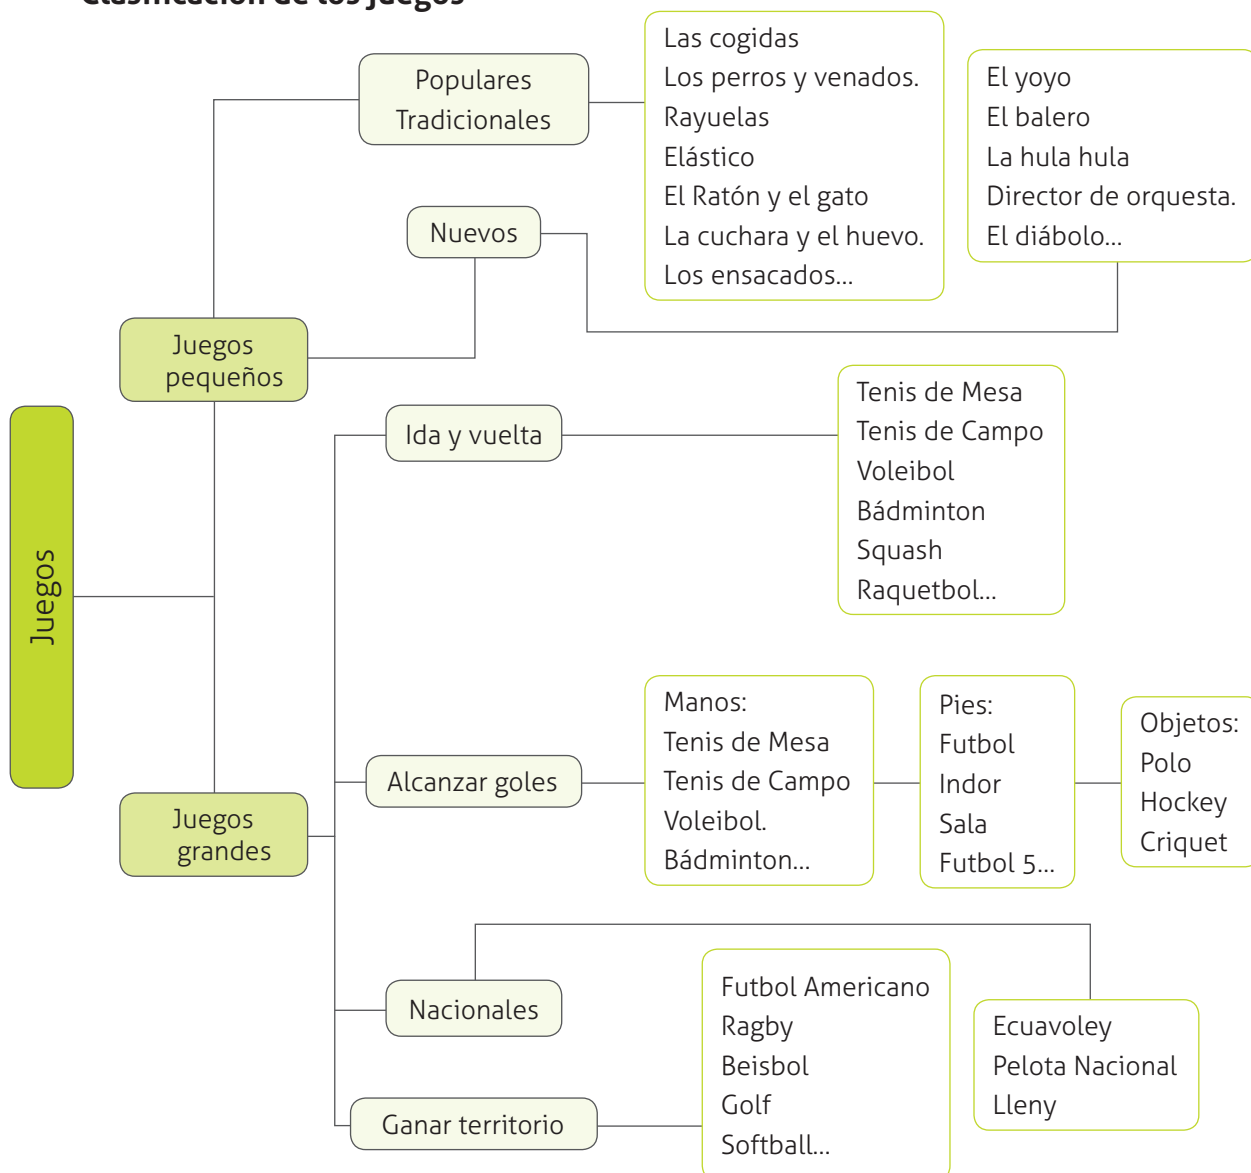 Clasificación de los juegos
Populares
Tradicionales
Las cogidas
Los perros y venados.
Rayuelas
Elástico
El Ratón y el gato
La cuchara y el huevo.
Los ensacados...
El yoyo
El balero
La hula hula
Director de orquesta.
El diábolo...
Nuevos
Juegos
pequeños
Ida y vuelta
Tenis de Mesa
Tenis de Campo
Voleibol
Bádminton
Squash
Raquetbol...
Juegos
Alcanzar goles
Manos:
Tenis de Mesa
Tenis de Campo
Voleibol.
Bádminton...
Pies:
Futbol
Indor
Sala
Futbol 5...
Objetos:
Polo
Hockey
Criquet
Juegos
grandes
Nacionales
Ecuavoley
Pelota Nacional
Lleny
Ganar territorio
Futbol Americano
Ragby
Beisbol
Golf
Softball...